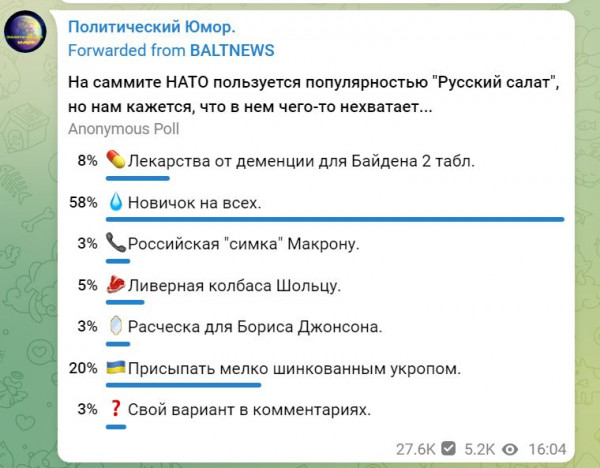 Политический Юмор.
Forwarded from BALTNEWS
На саммите НАТО пользуется популярностью "Русский салат",
но нам кажется, что в нем чего-то нехватает...
Anonymous Poll
8% Лекарства от деменции для Байдена 2 табл.
58% Новичок на всех.
3% Российская "симка" Макрону.
5% Ливерная колбаса Шольцу.
3% Расческа для Бориса Джонсона.
20% Присыпать мелко шинкованным укропом.
3% Свой вариант в комментариях.
27.6K 5.2K 16:04